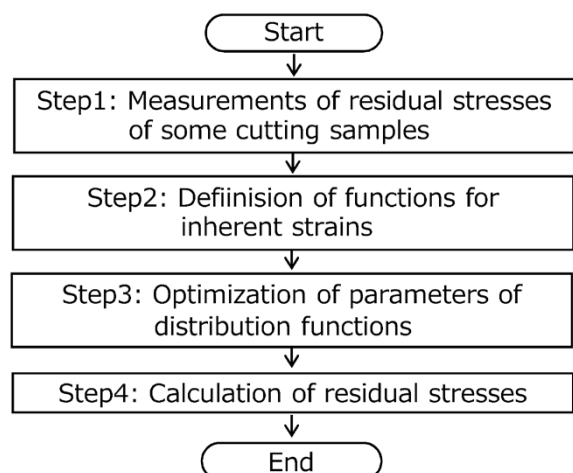 Start
Step1: Measurements of residual stresses
of some cutting samples
Step2: Defiinision of functions for
inherent strains
Step3: Optimization of parameters of
distribution functions
Step4: Calculation of residual stresses
End